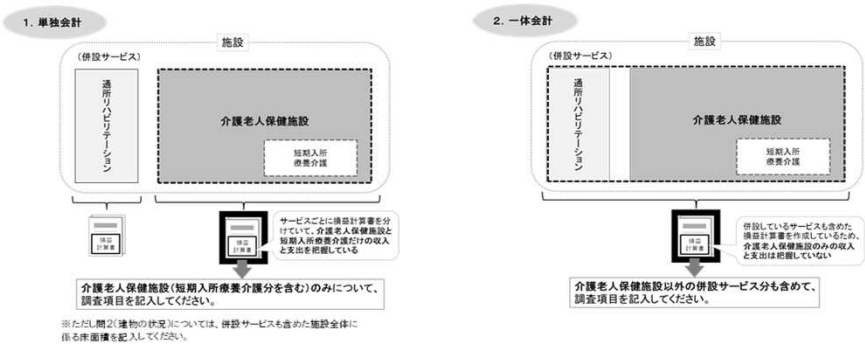 1．単独会計
施設
（併設サービス）
通所リハビリテーション
介護老人保健施設
短期入所
療養介護
損益
計算書
損益
計算書
サービスごとに損益計算書を分
けていて、介護老人保健施設と
短期入所療養介護だけの収入
と支出を把握している
介護老人保健施設（短期入所療養介護分を含む）のみについて、
調査項目を記入してください。
※ただし問2（建物の状況）については、併設サービスも含めた施設全体に
係る床面積を記入してください。
2．一体会計
施設
（併設サービス）
通所リハビリテーション
介護老人保健施設
短期入所
療養介護
損益
計算書
併設しているサービスも含めた
損益計算書を作成しているため、
介護老人保健施設のみの収入
と支出は把握していない
介護老人保健施設以外の併設サービス分も含めて、
調査項目を記入してください。